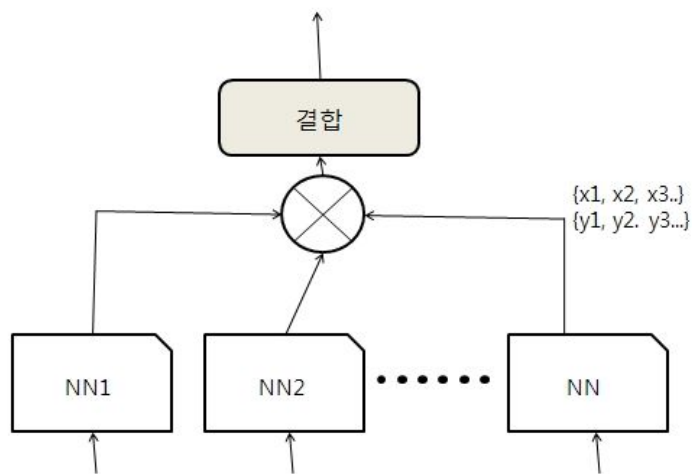 결합
{x1, x2, x3..}
{y1, y2. y3...}
NN1
NN2
NN